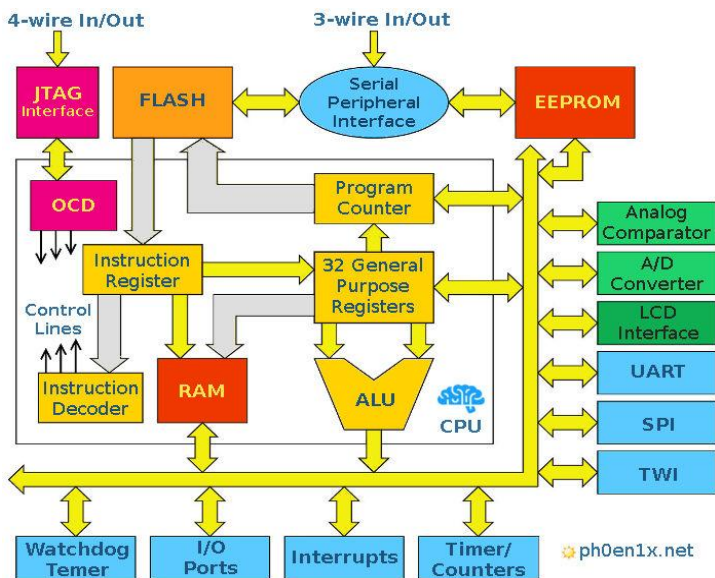 4-wire In/Out
3-wire In/Out
JTAG
Interface
FLASH
Serial
Peripheral
Interface
EEPROM
OCD
Program
Counter
Analog
Comparator
Instruction
Register
32 General
Purpose
Registers
A/D
Converter
Control
Lines
LCD
Interface
Instruction
Decoder
RAM
ALU
CPU
UART
SPI
TWI
Watchdog
Temer
I/O
Ports
Interrupts
Timer/
Counters
ph0en1x.net